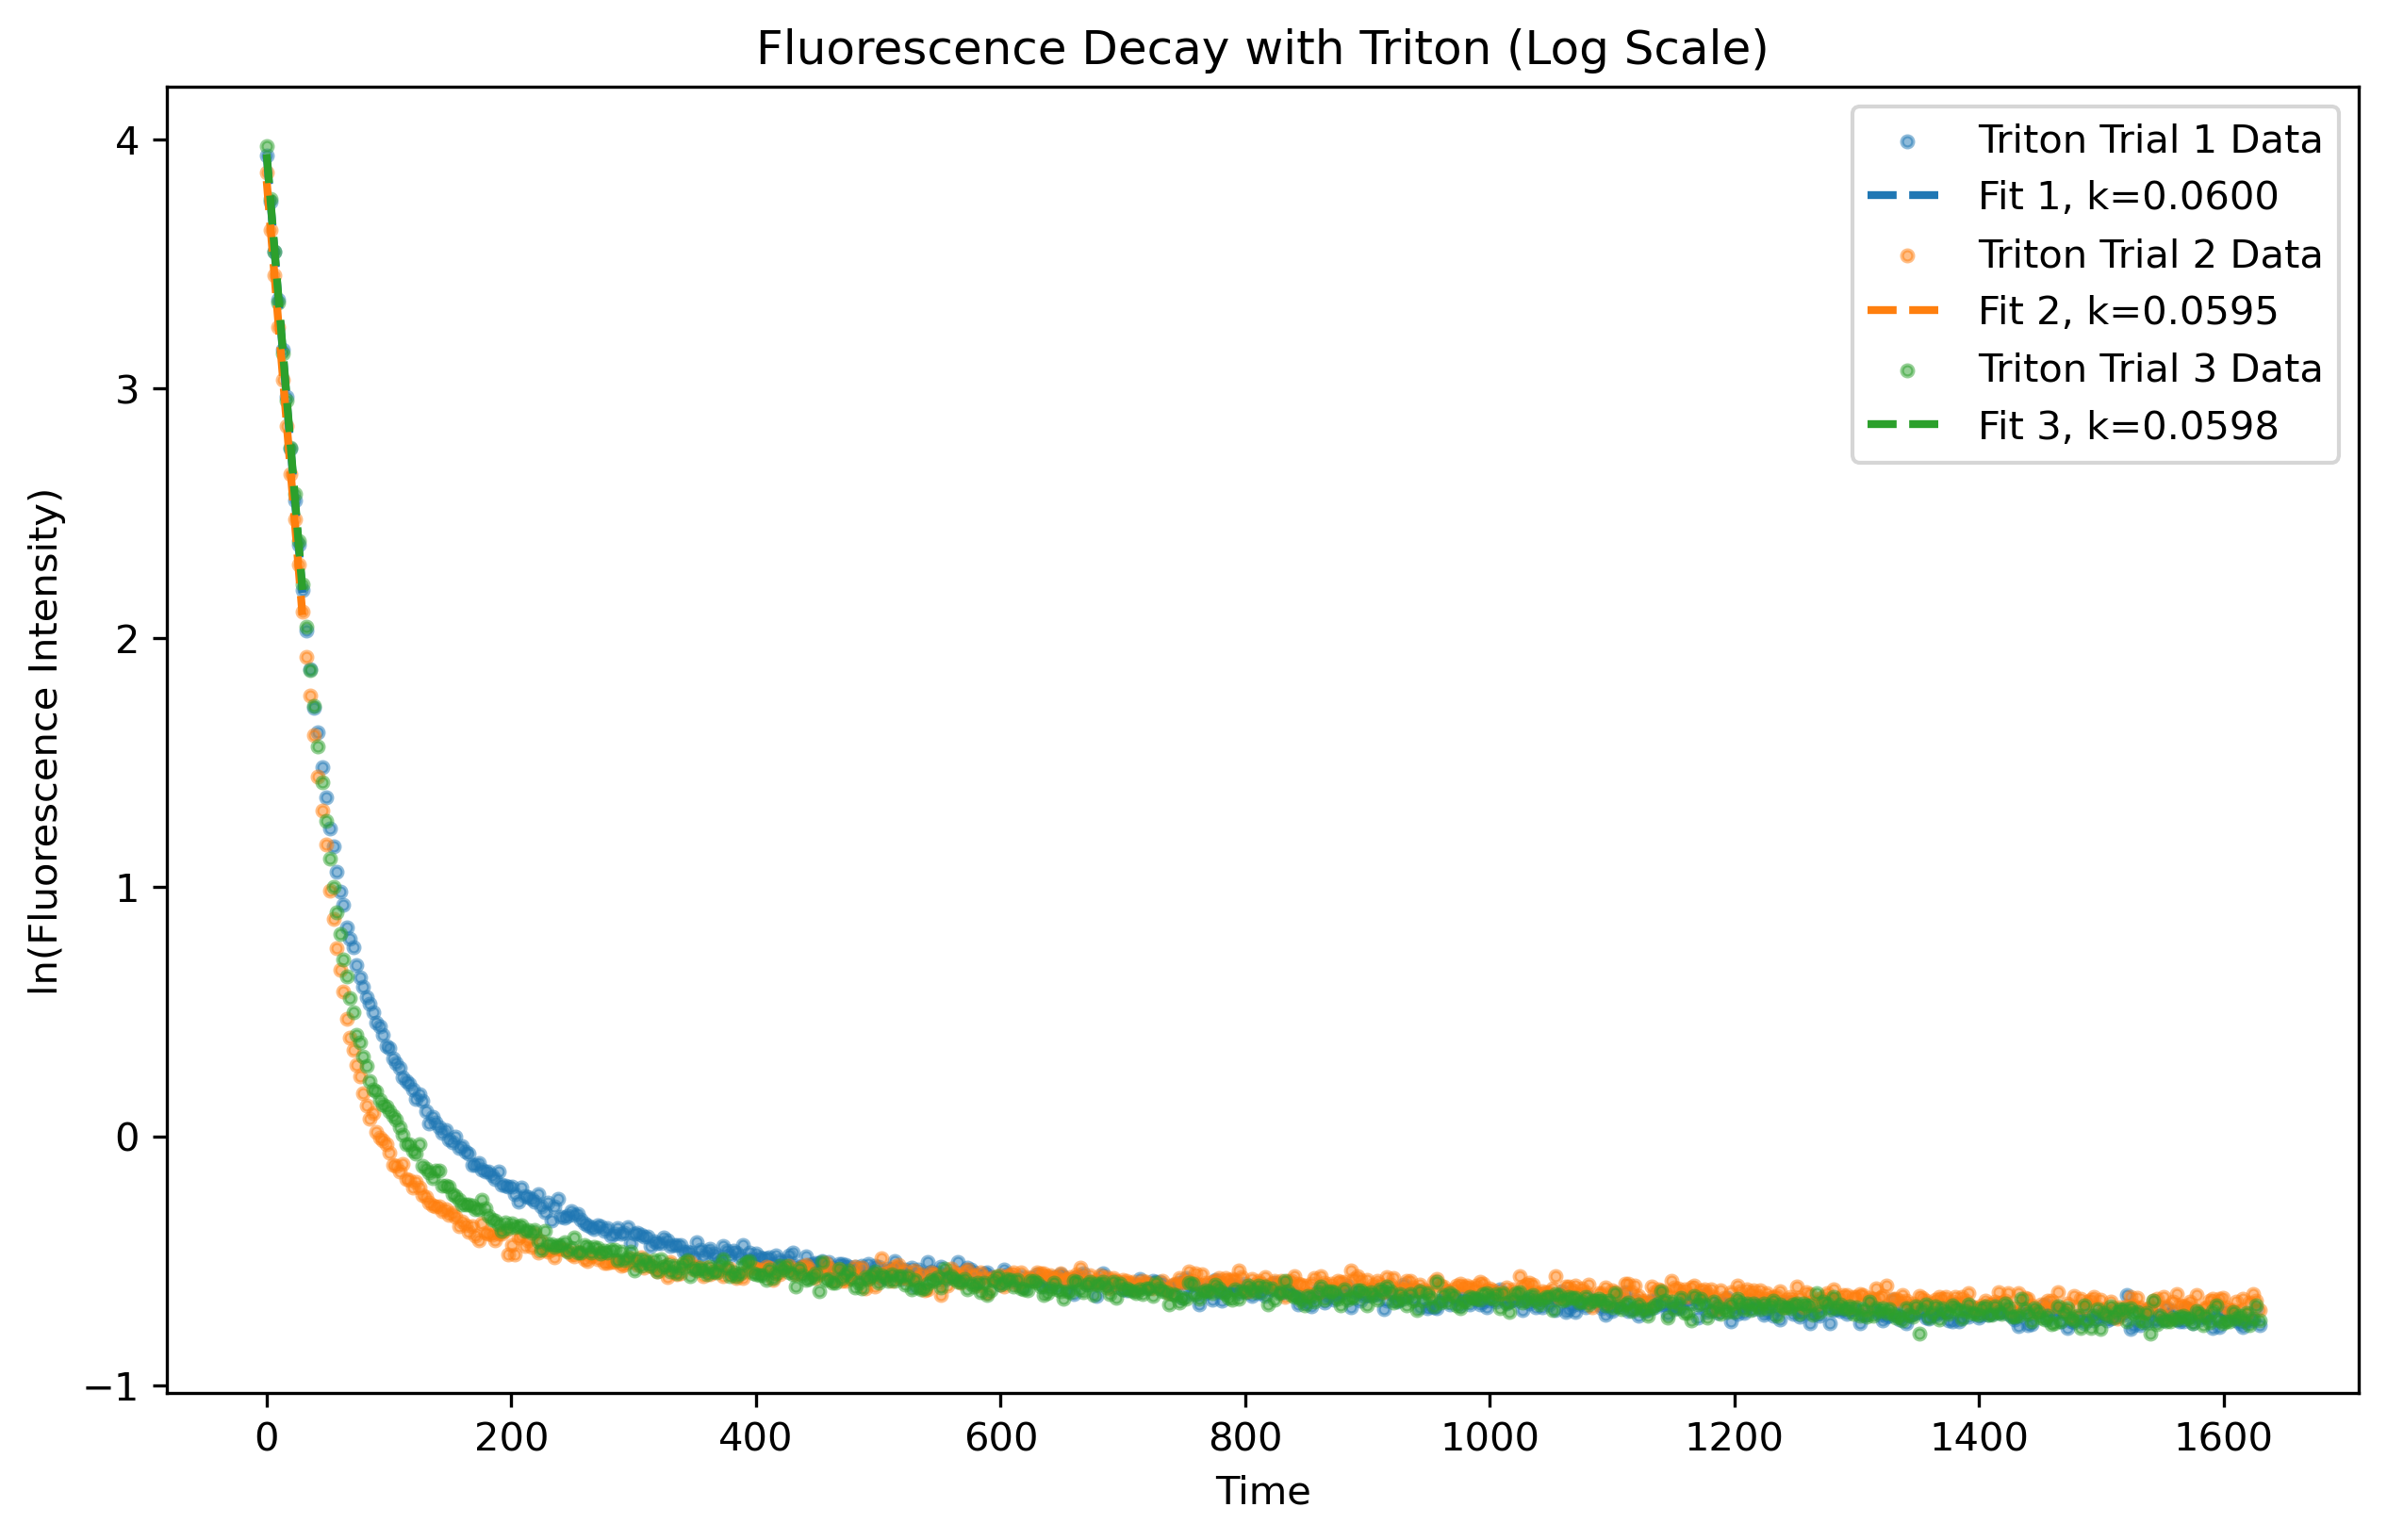 Fluorescence Decay with Triton (Log Scale)
Triton Trial 1 Data
Fit 1, k=0.0600
Triton Trial 2 Data
Fit 2, k=0.0595
Triton Trial 3 Data
Fit 3, k=0.0598
ln(Fluorescence Intensity)
4
3
2
1
0
−1
0 200 400 600 800 1000 1200 1400 1600
Time